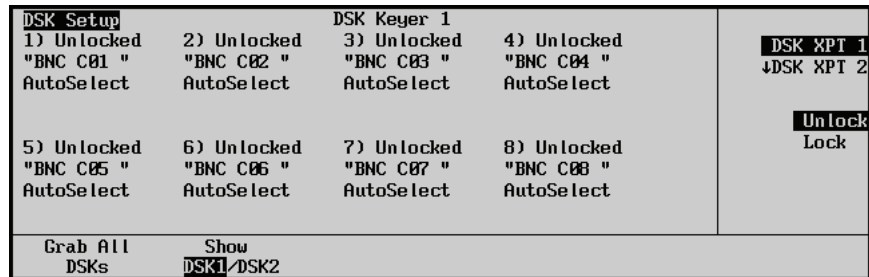 DSK Setup DSK Keyer 1
1) Unlocked 2) Unlocked 3) Unlocked 4) Unlocked
"BNC C01 " "BNC C02 " "BNC C03 " "BNC C04 "
AutoSelect AutoSelect AutoSelect AutoSelect
5) Unlocked 6) Unlocked 7) Unlocked 8) Unlocked
"BNC C05 " "BNC C06 " "BNC C07 " "BNC C08 "
AutoSelect AutoSelect AutoSelect AutoSelect
DSK XPT 1
↓DSK XPT 2
Unlock
Lock
Grab All Show
DSKs DSK1/DSK2